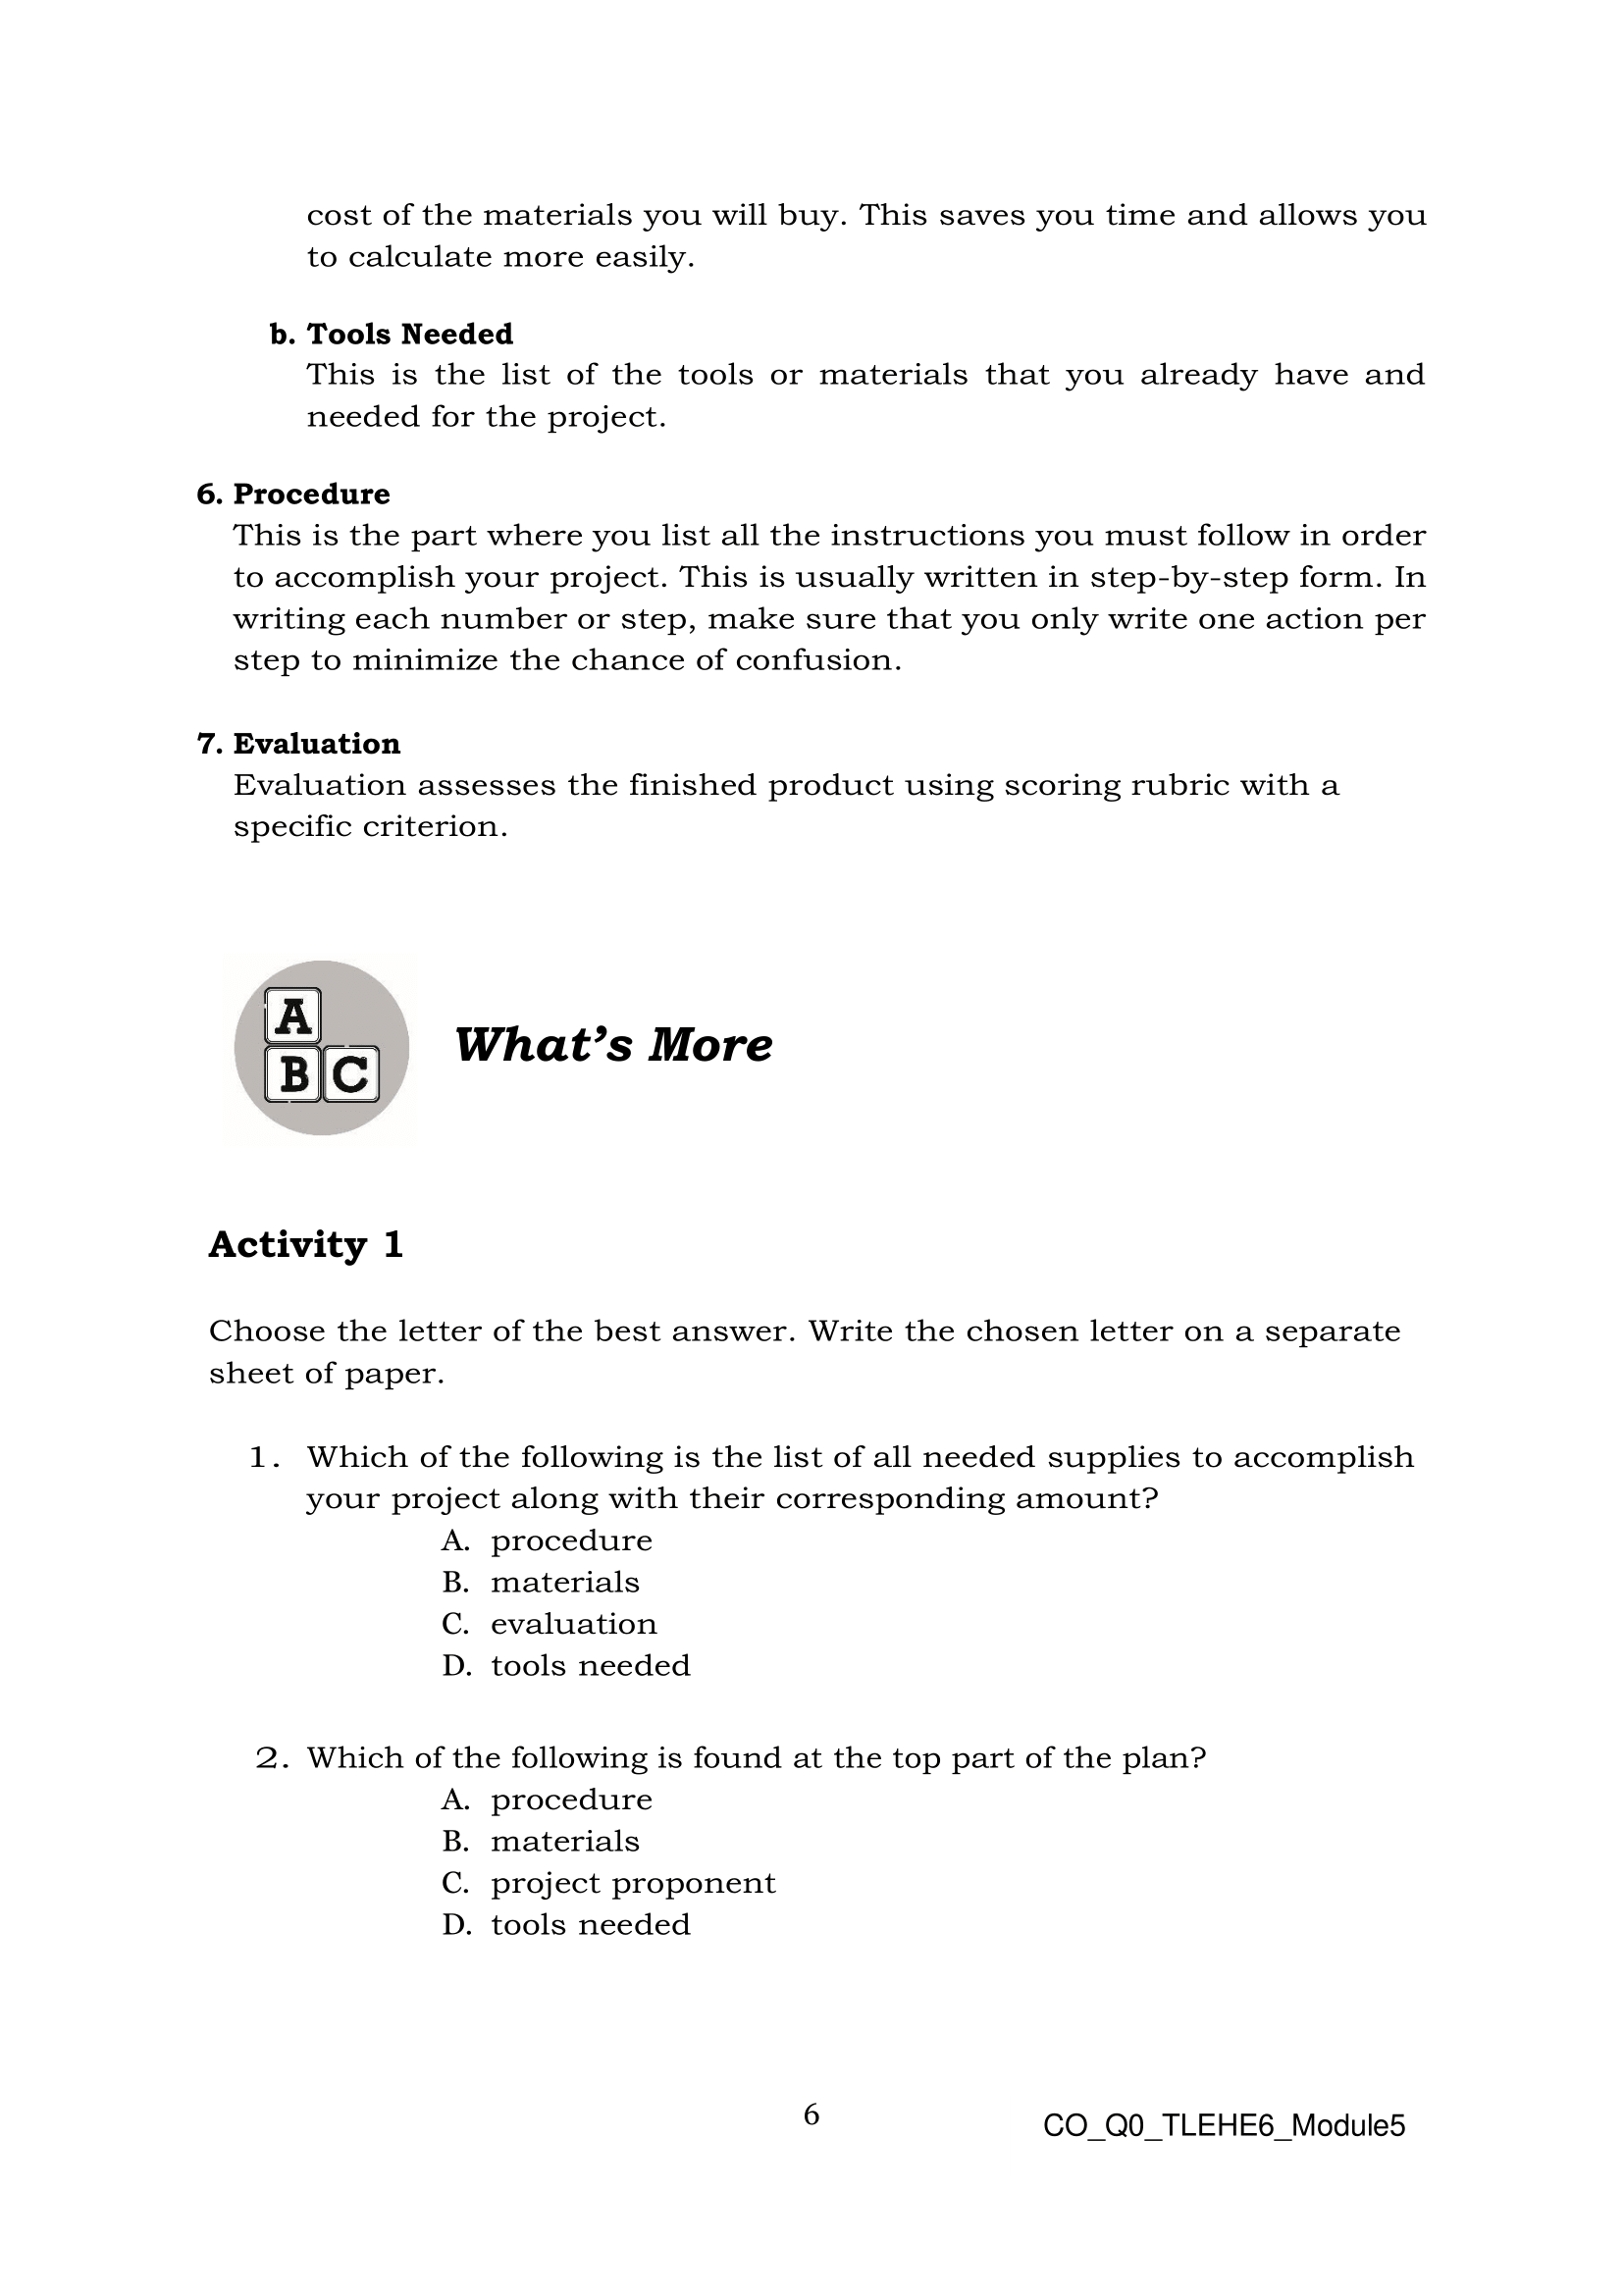 cost of the materials you will buy. This saves you time and allows you
to calculate more easily.
b. Tools Needed
This is the list of the tools or materials that you already have and
needed for the project.
6. Procedure
This is the part where you list all the instructions you must follow in order
to accomplish your project. This is usually written in step-by-step form. In
writing each number or step, make sure that you only write one action per
step to minimize the chance of confusion.
7. Evaluation
Evaluation assesses the finished product using scoring rubric with a
specific criterion.
A
B C
What's More
Activity 1
Choose the letter of the best answer. Write the chosen letter on a separate
sheet of paper.
1. Which of the following is the list of all needed supplies to accomplish
your project along with their corresponding amount?
A. procedure
B. materials
C. evaluation
D. tools needed
2. Which of the following is found at the top part of the plan?
A. procedure
B. materials
C. project proponent
D. tools needed
6
CO_Q0_TLEHE6_Module5